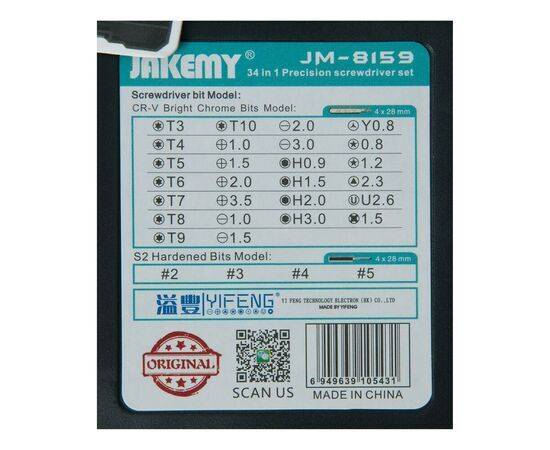 JAKEMY® JM-8159
34 in 1 Precision screwdriver set
Screwdriver bit Model:
CR-V Bright Chrome Bits Model: 4 x 28 mm
T3 T10 2.0 Y0.8
T4 1.0 3.0 0.8
T5 1.5 H0.9 1.2
T6 2.0 H1.5 2.3
T7 3.5 H2.0 U2.6
T8 1.0 H3.0 1.5
T9 1.5
S2 Hardened Bits Model: 4 x 28 mm
#2 #3 #4 #5
溢豐 YIFENG® YI FENG TECHNOLOGY ELECTRON (HK) CO.,LTD
MADE BY YIFENG
ORIGINAL
SCAN US
6 949639 105431
MADE IN CHINA